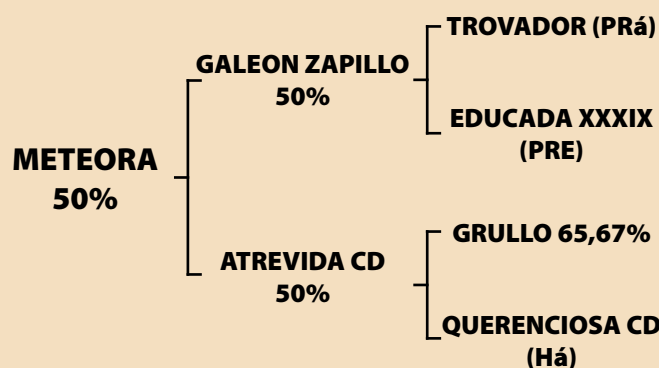 TROVADOR (PRá)
GALEON ZAPILLO
50%
EDUCADA XXXIX
(PRE)
METEORA
50%
GRULLO 65,67%
ATREVIDA CD
50%
QUERENCIOSA CD
(Há)